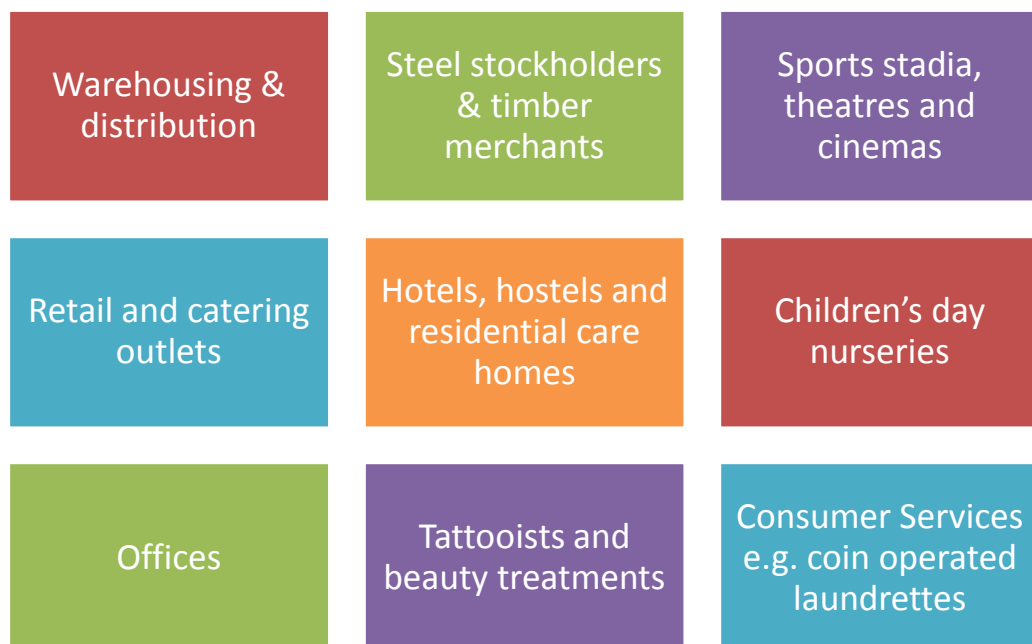 Warehousing &
distribution
Steel stockholders
& timber
merchants
Sports stadia,
theatres and
cinemas
Retail and catering
outlets
Hotels, hostels and
residential care
homes
Children’s day
nurseries
Offices
Tattooists and
beauty treatments
Consumer Services
e.g. coin operated
laundrettes